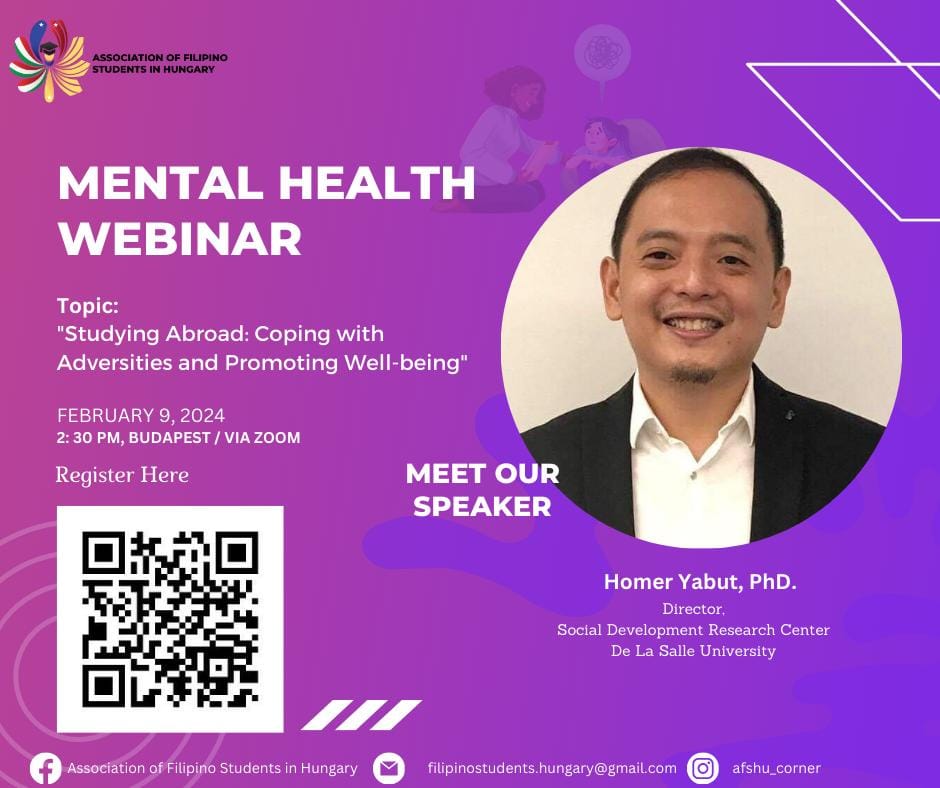 ASSOCIATION OF FILIPINO
STUDENTS IN HUNGARY
MENTAL HEALTH
WEBINAR
Topic:
"Studying Abroad: Coping with
Adversities and Promoting Well-being"
FEBRUARY 9, 2024
2: 30 PM, BUDAPEST / VIA ZOOM
Register Here
MEET OUR
SPEAKER
Homer Yabut, PhD.
Director,
Social Development Research Center
De La Salle University
Association of Filipino Students in Hungary
filipinostudents.hungary@gmail.com
afshu_corner